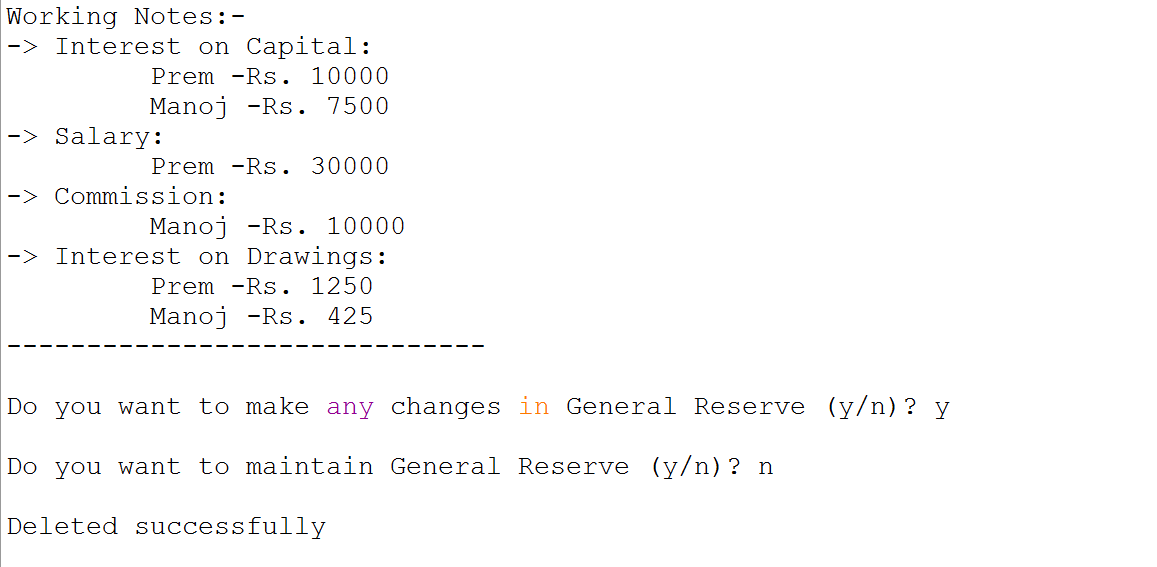 Working Notes:-
-> Interest on Capital:
Prem -Rs. 10000
Manoj -Rs. 7500
-> Salary:
Prem -Rs. 30000
-> Commission:
Manoj -Rs. 10000
-> Interest on Drawings:
Prem -Rs. 1250
Manoj -Rs. 425
------------------------------
Do you want to make any changes in General Reserve (y/n)? y
Do you want to maintain General Reserve (y/n)? n
Deleted successfully